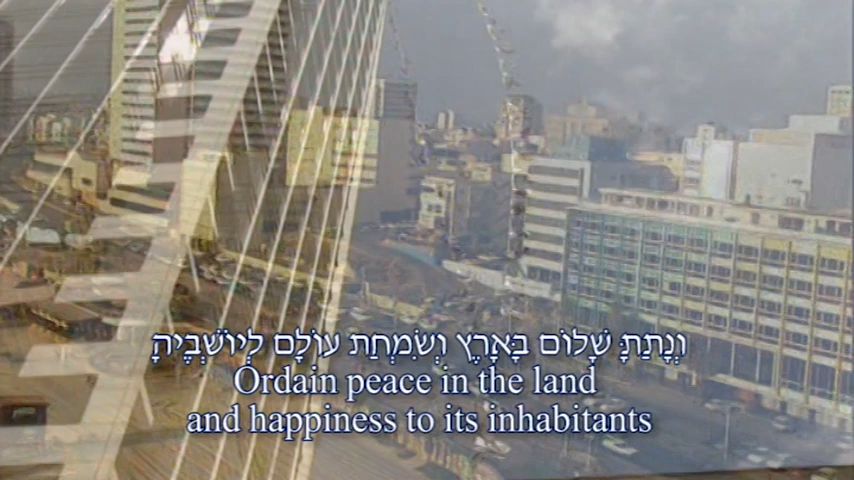 וְנָתַתָּ שָׁלוֹם בָּאָרֶץ וְשִׂמְחַת עוֹלָם לְיוֹשְׁבֶיהָ
Ordain peace in the land
and happiness to its inhabitants